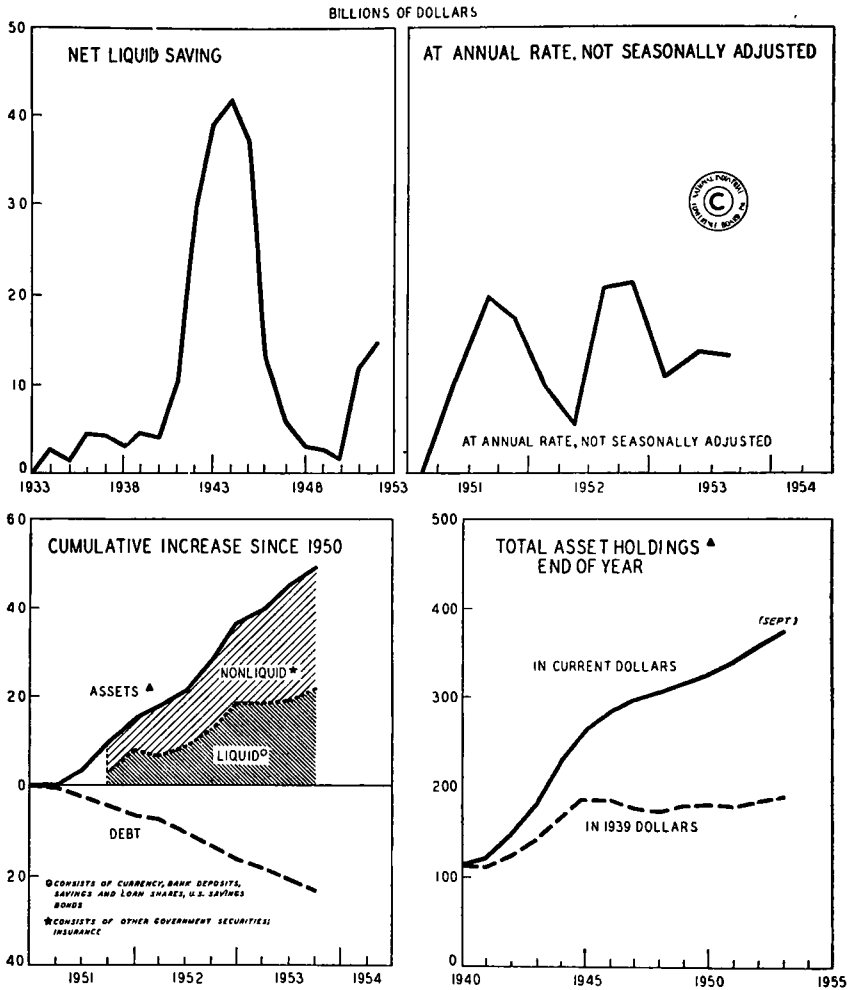 BILLIONS OF DOLLARS
50
NET LIQUID SAVING
40
30
20
10
0
1933 1938 1943 1948 1953
AT ANNUAL RATE, NOT SEASONALLY ADJUSTED
C
AT ANNUAL RATE, NOT SEASONALLY ADJUSTED
1951 1952 1953 1954
60
CUMULATIVE INCREASE SINCE 1950
40
NONLIQUID★
ASSETS ▲
20
LIQUID○
0
DEBT
20
○ CONSISTS OF CURRENCY, BANK DEPOSITS,
SAVINGS AND LOAN SHARES, U.S. SAVINGS
BONDS
★ CONSISTS OF OTHER GOVERNMENT SECURITIES;
INSURANCE
40
1951 1952 1953 1954
500
TOTAL ASSET HOLDINGS ▲
END OF YEAR
400
(SEPT)
IN CURRENT DOLLARS
300
200
IN 1939 DOLLARS
100
0
1940 1945 1950 1955